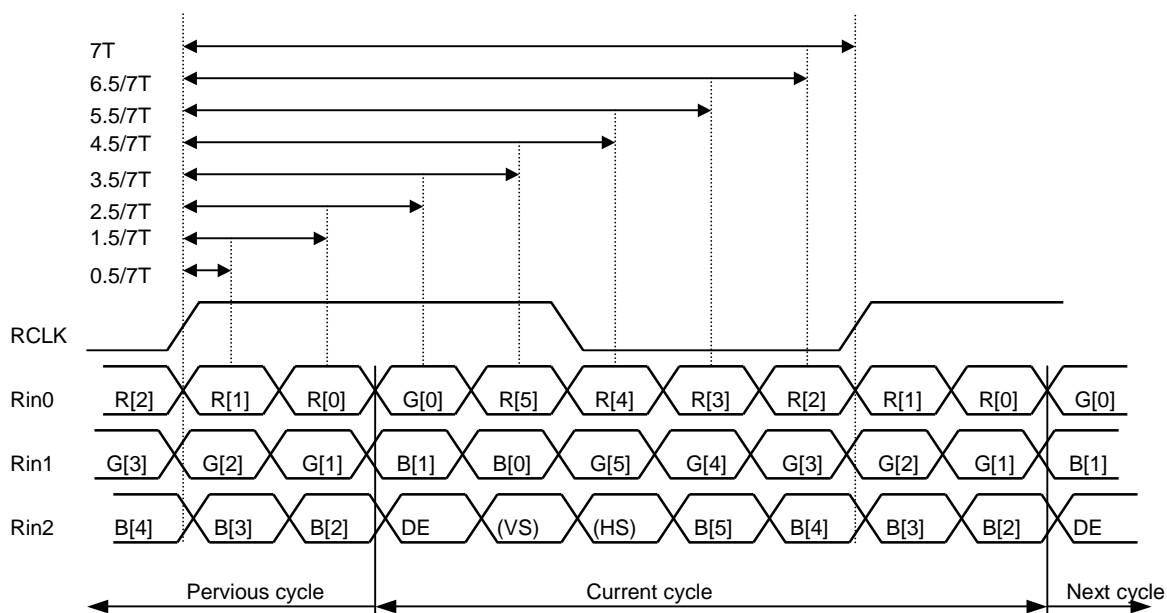 7T
6.5/7T
5.5/7T
4.5/7T
3.5/7T
2.5/7T
1.5/7T
0.5/7T
RCLK
Rin0 R[2] R[1] R[0] G[0] R[5] R[4] R[3] R[2] R[1] R[0] G[0]
Rin1 G[3] G[2] G[1] B[1] B[0] G[5] G[4] G[3] G[2] G[1] B[1]
Rin2 B[4] B[3] B[2] DE (VS) (HS) B[5] B[4] B[3] B[2] DE
Pervious cycle Current cycle Next cycle